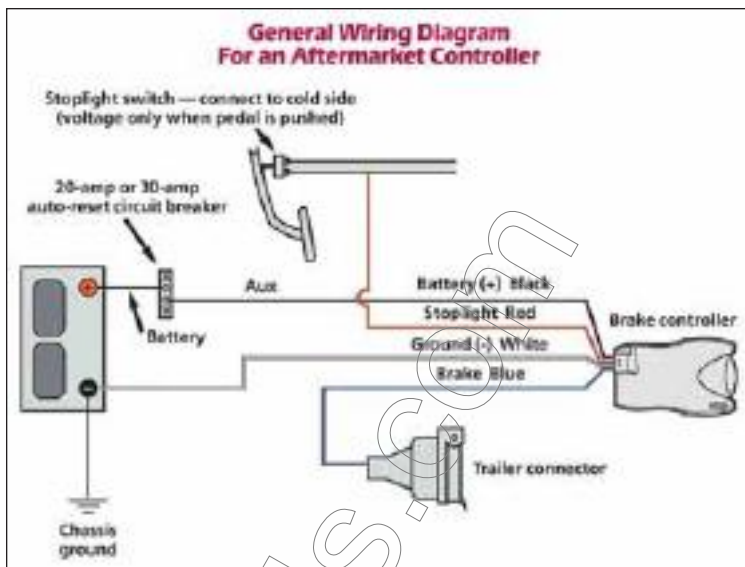 General Wiring Diagram
For an Aftermarket Controller
Stoplight switch — connect to cold side
(voltage only when pedal is pushed)
20-amp or 30-amp
auto-reset circuit breaker
Aux
Battery (+) Black
Stoplight Red
Brake controller
Battery
Ground (-) White
Brake Blue
Trailer connector
Chassis
ground
s.com